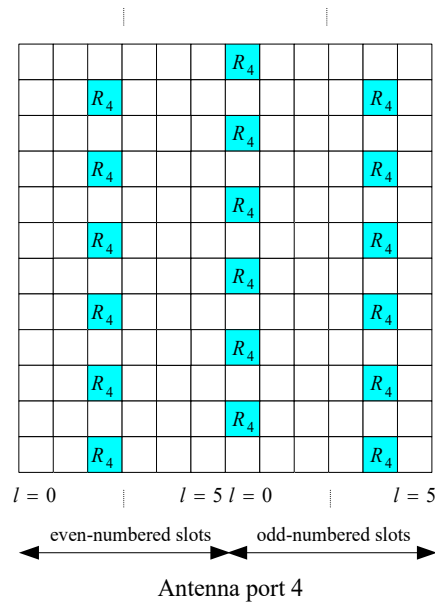 R4
R4 R4
R4
R4 R4
R4
R4 R4
R4
R4 R4
R4
R4 R4
R4
R4 R4
l = 0 l = 5 l = 0 l = 5
even-numbered slots odd-numbered slots
Antenna port 4